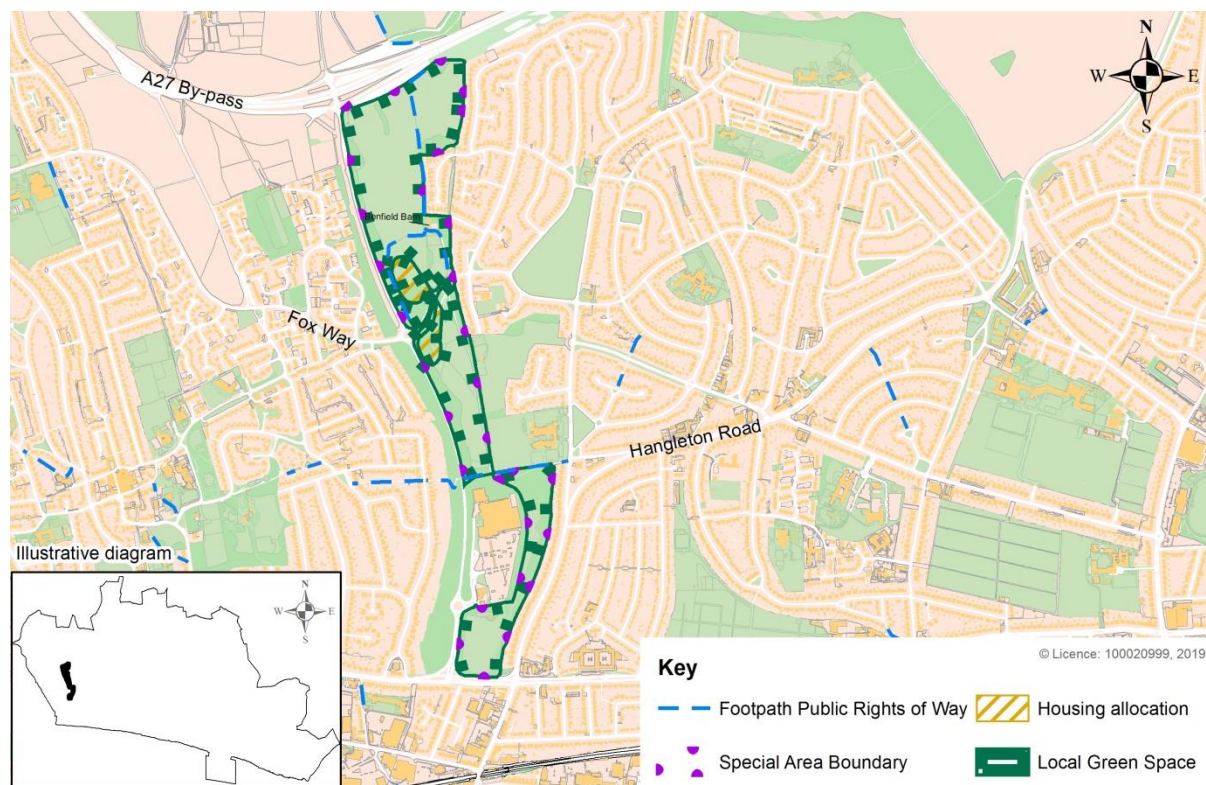 N
W E
S
A27 By-pass
Benfield Barn
Fox Way
Hangleton Road
Illustrative diagram
N
W E
S
© Licence: 100020999, 2019
Key
Footpath Public Rights of Way
Housing allocation
Special Area Boundary
Local Green Space